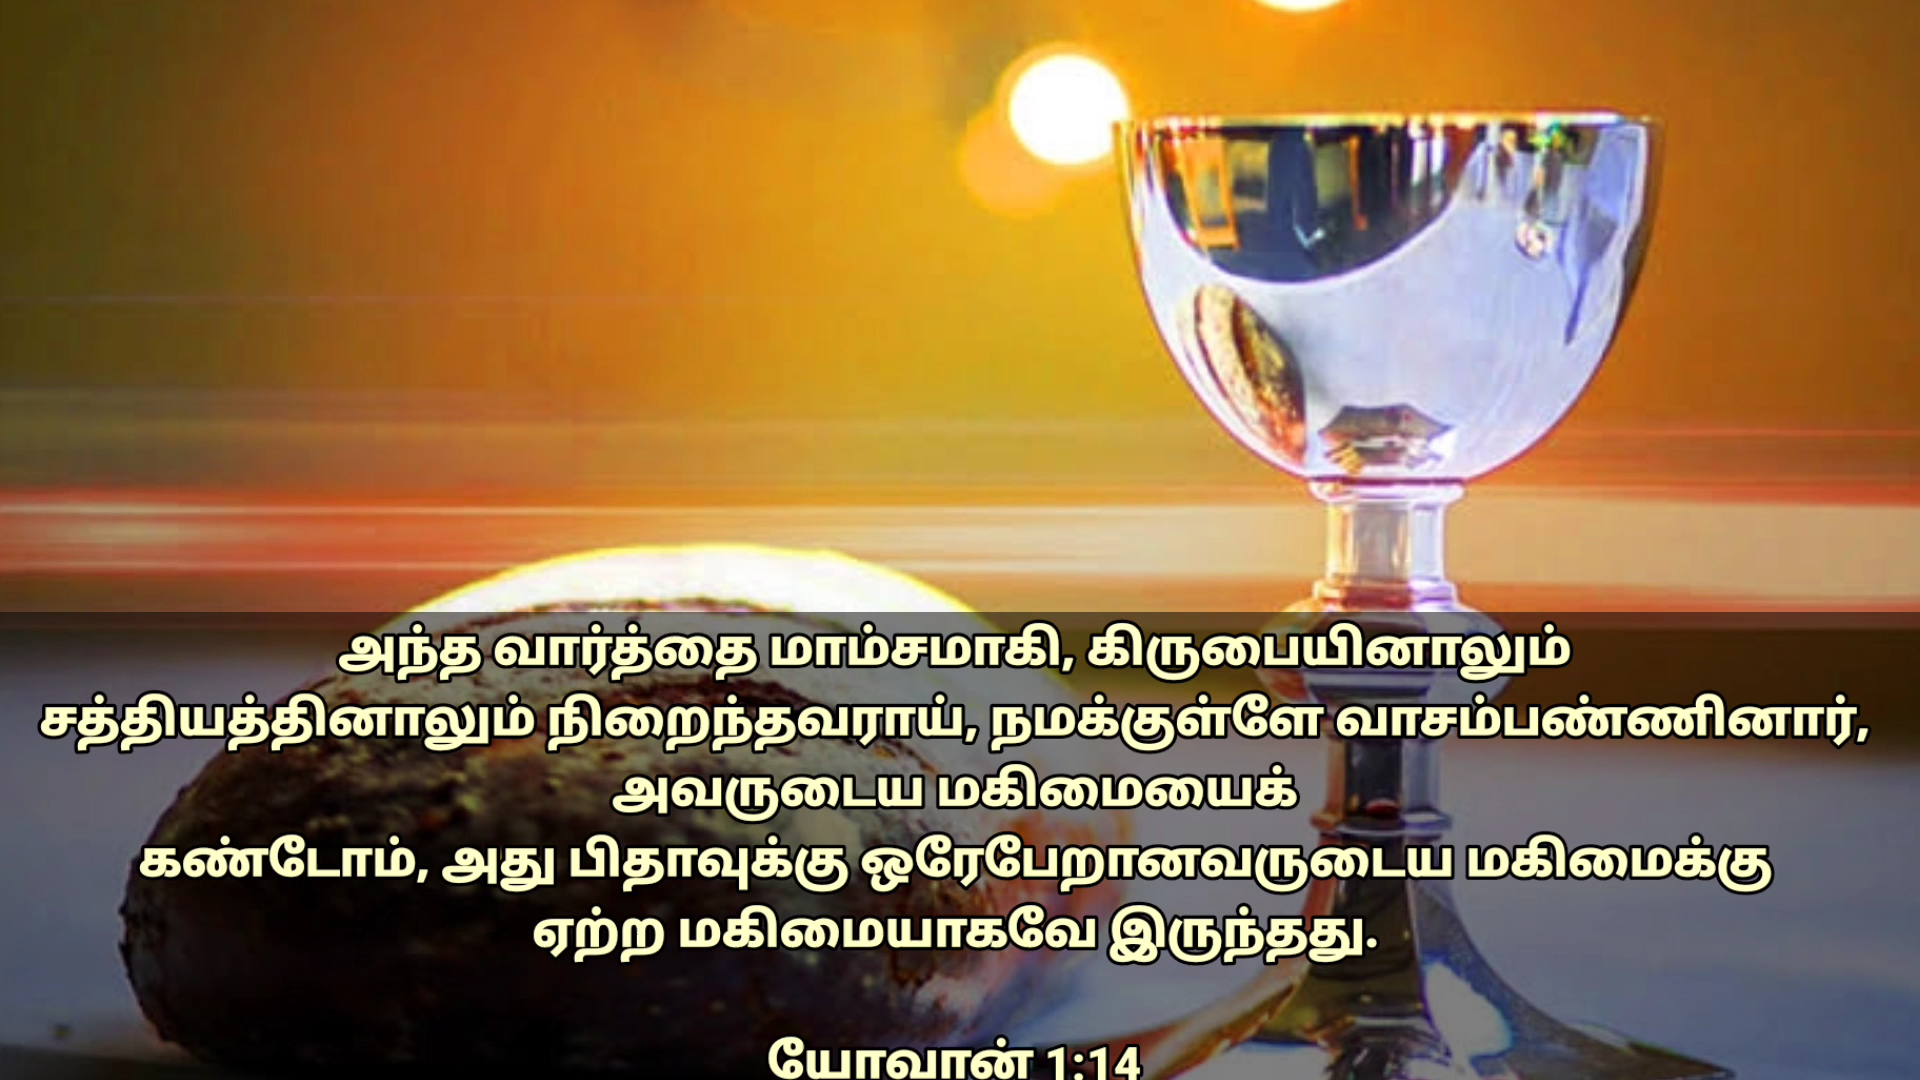 அந்த வார்த்தை மாம்சமாகி, கிருபையினாலும்
சத்தியத்தினாலும் நிறைந்தவராய், நமக்குள்ளே வாசம்பண்ணினார்,
அவருடைய மகிமையைக்
கண்டோம், அது பிதாவுக்கு ஒரேபேறானவருடைய மகிமைக்கு
ஏற்ற மகிமையாகவே இருந்தது.
யோவான் 1:14